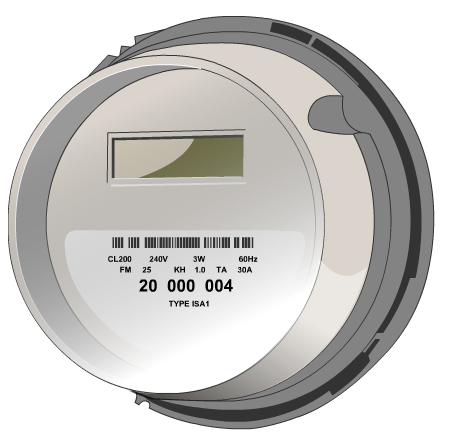 CL200 240V 3W 60Hz
FM 25 KH 1.0 TA 30A
20 000 004
TYPE ISA1